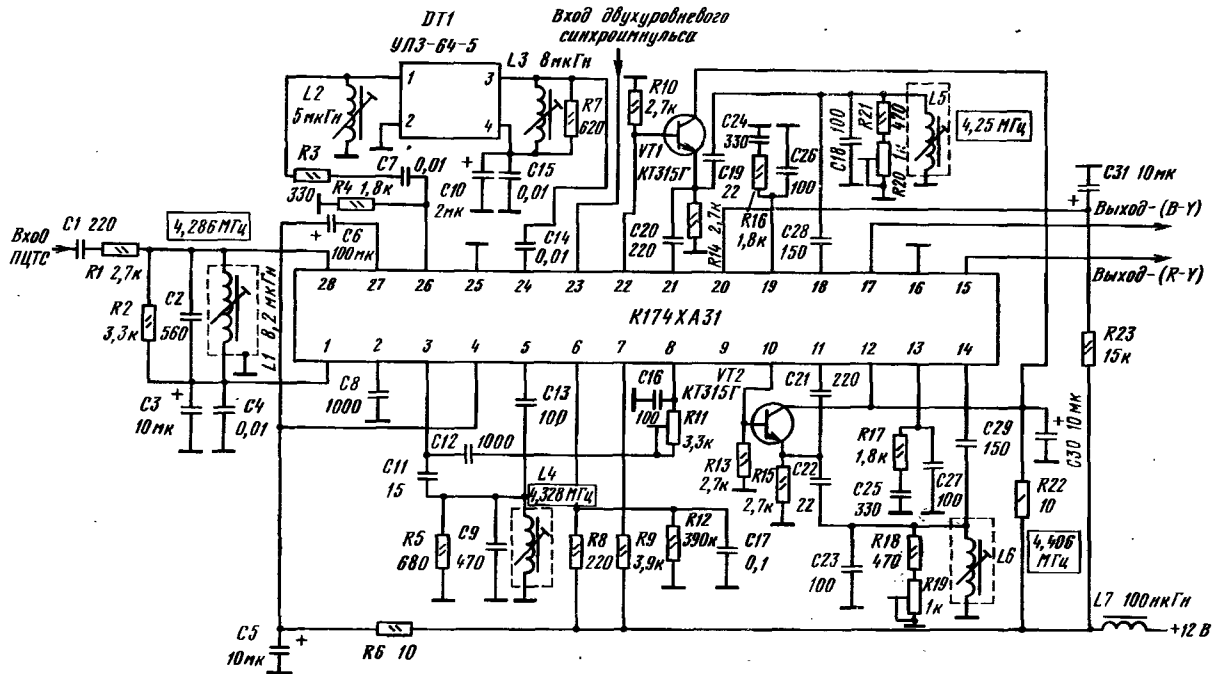 DT1
УЛЗ-64-5
Вход двухуровневого
синхроимпульса
L3 8мкГн
L2
5мкГн
1
2
3
4
R7
620
R10
2,7к
R3
330
C7 0,01
R4 1,8к
C10
2мк
C15
0,01
VT1
КТ315Г
C19
22
C24
330
R16
1,8к
C26
100
C18 100
R21
470
R20
L5
4,25 МГц
C31 10мк
Выход-(B-Y)
Выход-(R-Y)
C1 220
Вход
ПЦТС
R1 2,7к
4,286МГц
C6
100мк
C14
0,01
C20
220
R14 2,7к
C28
150
R2
3,3к
C2
560
L1 8,2мкГн
28 27 26 25 24 23 22 21 20 19 18 17 16 15
К174ХА31
1 2 3 4 5 6 7 8 9 10 11 12 13 14
R23
15к
C3
10мк
C4
0,01
C8
1000
C13
100
C16
100
R11
3,3к
VT2
КТ315Г
C21
220
C12 1000
C11
15
L4
4,328МГц
R13
2,7к
R15
2,7к
C22
22
R17
1,8к
C25
330
C27
100
C29
150
C30 10мк
R22
10
R5
680
C9
470
R8
220
R9
3,9к
R12
390к
C17
0,1
C23
100
R18
470
R19
1к
L6
4,406
МГц
L7 100мкГн
+12 В
C5
10мк
R6 10